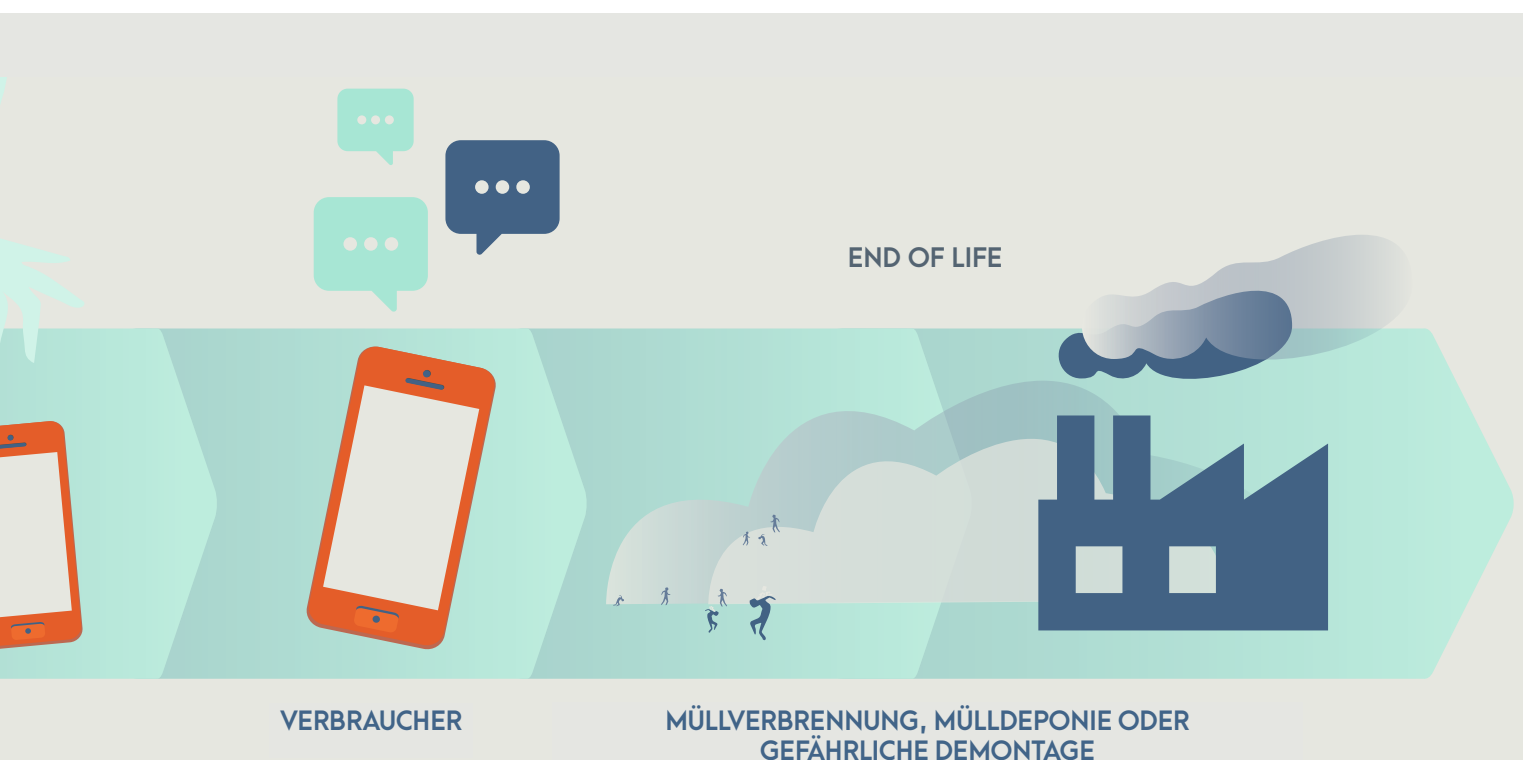 END OF LIFE
VERBRAUCHER
MÜLLVERBRENNUNG, MÜLLDEPONIE ODER
GEFÄHRLICHE DEMONTAGE